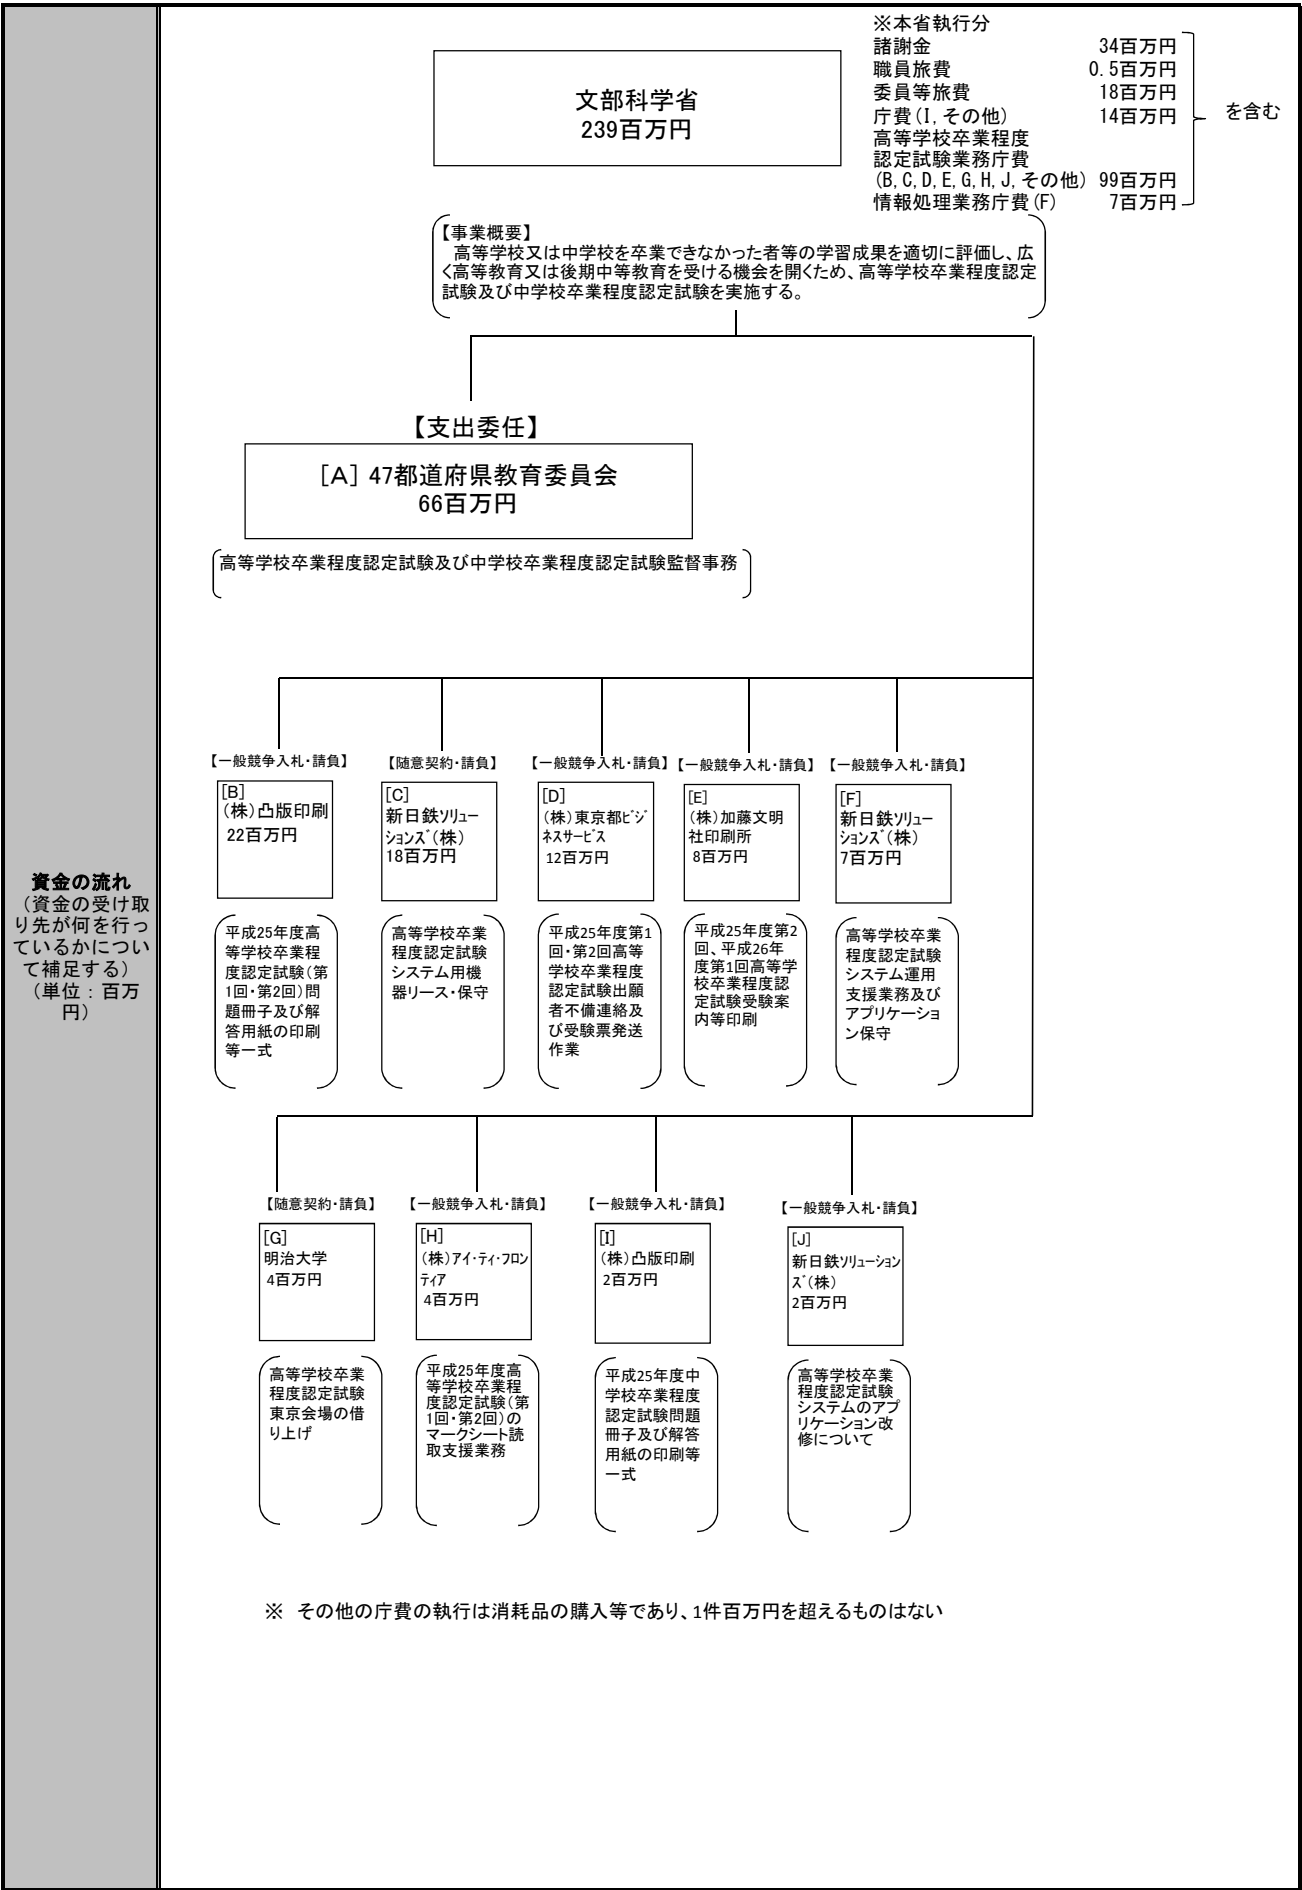 資金の流れ
（資金の受け取
り先が何を行っ
ているかについ
て補足する）
（単位：百万
円）
文部科学省
239百万円
※本省執行分
諸謝金 34百万円
職員旅費 0.5百万円
委員等旅費 18百万円
庁費(I,その他) 14百万円
高等学校卒業程度
認定試験業務庁費
(B,C,D,E,G,H,J,その他) 99百万円
情報処理業務庁費(F) 7百万円
を含む
【事業概要】
高等学校又は中学校を卒業できなかった者等の学習成果を適切に評価し、広
く高等教育又は後期中等教育を受ける機会を開くため、高等学校卒業程度認定
試験及び中学校卒業程度認定試験を実施する。
【支出委任】
[A] 47都道府県教育委員会
66百万円
高等学校卒業程度認定試験及び中学校卒業程度認定試験監督事務
【一般競争入札・請負】
[B]
(株)凸版印刷
22百万円
平成25年度高
等学校卒業程
度認定試験(第
1回・第2回)問
題冊子及び解
答用紙の印刷
等一式
【随意契約・請負】
[C]
新日鉄ｿﾘｭｰ
ｼｮﾝｽﾞ(株)
18百万円
高等学校卒業
程度認定試験
システム用機
器リース・保守
【一般競争入札・請負】
[D]
(株)東京都ﾋﾞｼﾞ
ﾈｽｻｰﾋﾞｽ
12百万円
平成25年度第1
回・第2回高等
学校卒業程度
認定試験出願
者不備連絡及
び受験票発送
作業
【一般競争入札・請負】
[E]
(株)加藤文明
社印刷所
8百万円
平成25年度第2
回、平成26年
度第1回高等学
校卒業程度認
定試験受験案
内等印刷
【一般競争入札・請負】
[F]
新日鉄ｿﾘｭｰ
ｼｮﾝｽﾞ(株)
7百万円
高等学校卒業
程度認定試験
システム運用
支援業務及び
アプリケーショ
ン保守
【随意契約・請負】
[G]
明治大学
4百万円
高等学校卒業
程度認定試験
東京会場の借
り上げ
【一般競争入札・請負】
[H]
(株)ｱｲ・ﾃｨ・ﾌﾛﾝ
ﾃｨｱ
4百万円
平成25年度高
等学校卒業程
度認定試験(第
1回・第2回)の
マークシート読
取支援業務
【一般競争入札・請負】
[I]
(株)凸版印刷
2百万円
平成25年度中
学校卒業程度
認定試験問題
冊子及び解答
用紙の印刷等
一式
【一般競争入札・請負】
[J]
新日鉄ｿﾘｭｰｼｮﾝ
ｽﾞ(株)
2百万円
高等学校卒業
程度認定試験
システムのアプ
リケーション改
修について
※ その他の庁費の執行は消耗品の購入等であり、1件百万円を超えるものはない